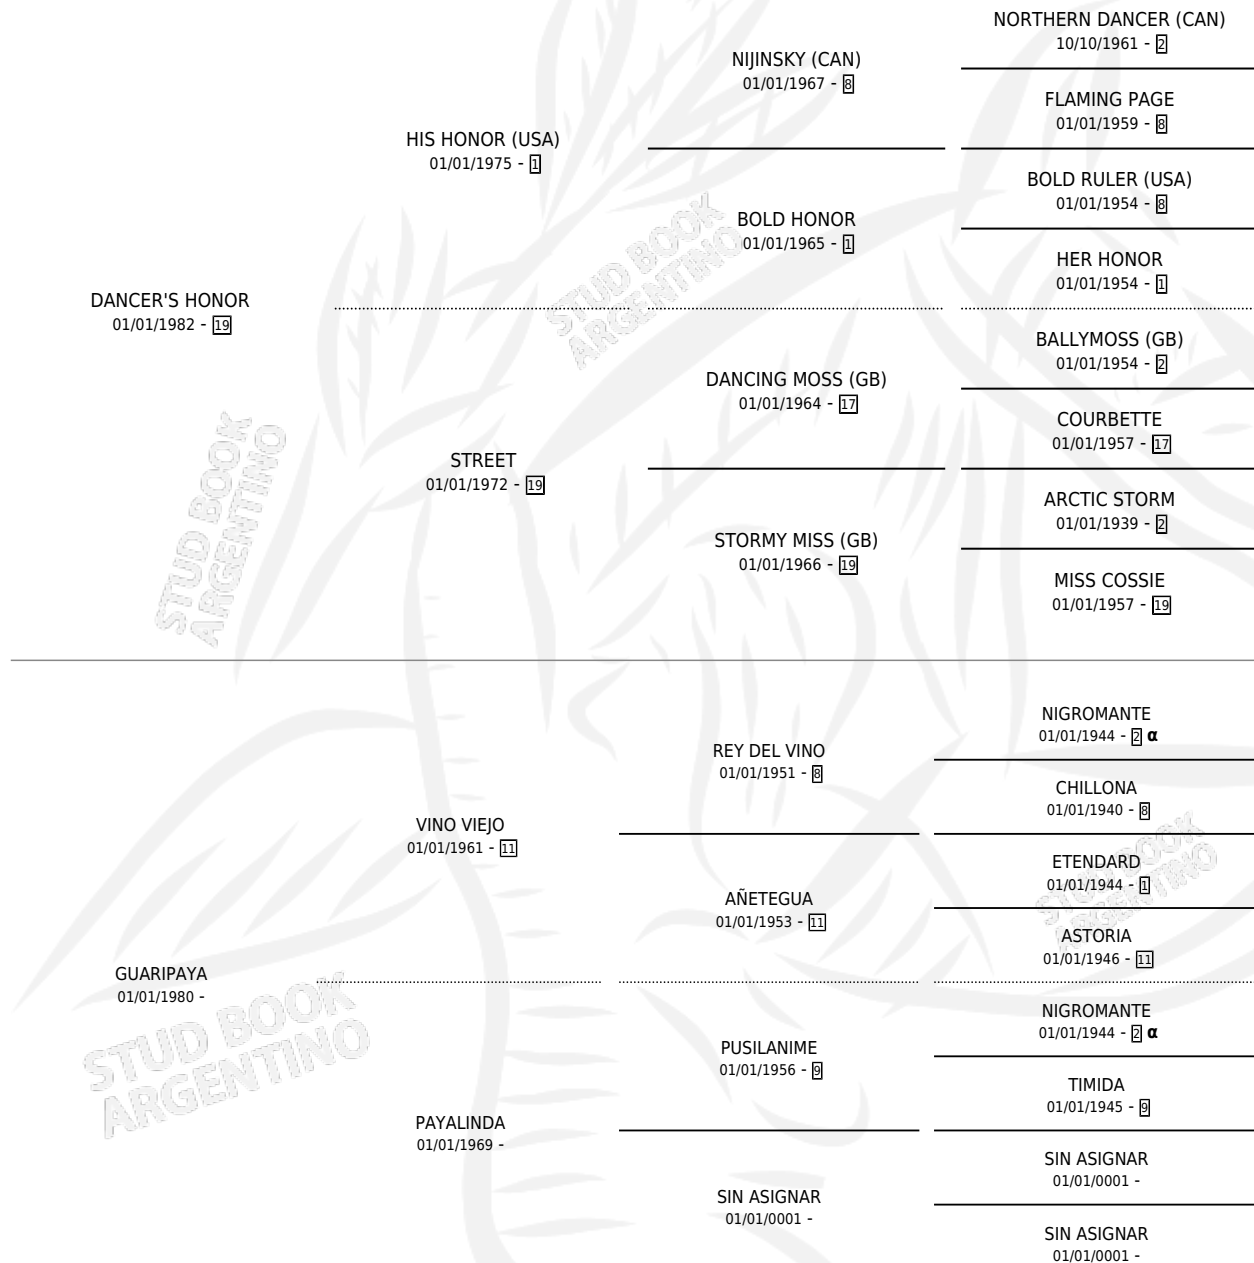 NORTHERN DANCER (CAN)
10/10/1961 - 2
NIJINSKY (CAN)
01/01/1967 - 8
FLAMING PAGE
01/01/1959 - 8
HIS HONOR (USA)
01/01/1975 - 1
BOLD RULER (USA)
01/01/1954 - 8
BOLD HONOR
01/01/1965 - 1
HER HONOR
01/01/1954 - 1
DANCER'S HONOR
01/01/1982 - 19
BALLYMOSS (GB)
01/01/1954 - 2
DANCING MOSS (GB)
01/01/1964 - 17
COURBETTE
01/01/1957 - 17
STREET
01/01/1972 - 19
ARCTIC STORM
01/01/1939 - 2
STORMY MISS (GB)
01/01/1966 - 19
MISS COSSIE
01/01/1957 - 19
NIGROMANTE
01/01/1944 - 2 α
REY DEL VINO
01/01/1951 - 8
CHILLONA
01/01/1940 - 8
VINO VIEJO
01/01/1961 - 11
ETENDARD
01/01/1944 - 1
AÑETEGUA
01/01/1953 - 11
ASTORIA
01/01/1946 - 11
GUARIPAYA
01/01/1980 -
NIGROMANTE
01/01/1944 - 2 α
PUSILANIME
01/01/1956 - 9
TIMIDA
01/01/1945 - 9
PAYALINDA
01/01/1969 -
SIN ASIGNAR
01/01/0001 -
SIN ASIGNAR
01/01/0001 -
SIN ASIGNAR
01/01/0001 -
STUD BOOK
ARGENTINO
STUD BOOK
ARGENTINO
STUD BOOK
ARGENTINO
STUD BOOK
ARGENTINO